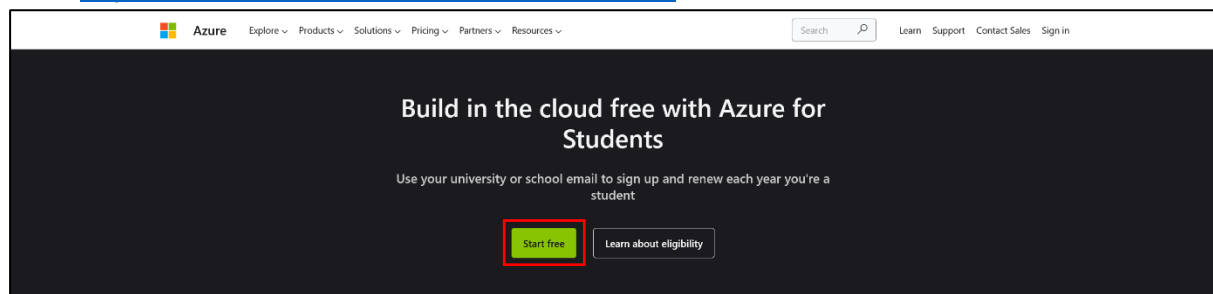 Azure Explore Products Solutions Pricing Partners Resources Search Learn Support Contact Sales Sign in
Build in the cloud free with Azure for
Students
Use your university or school email to sign up and renew each year you're a
student
Start free Learn about eligibility